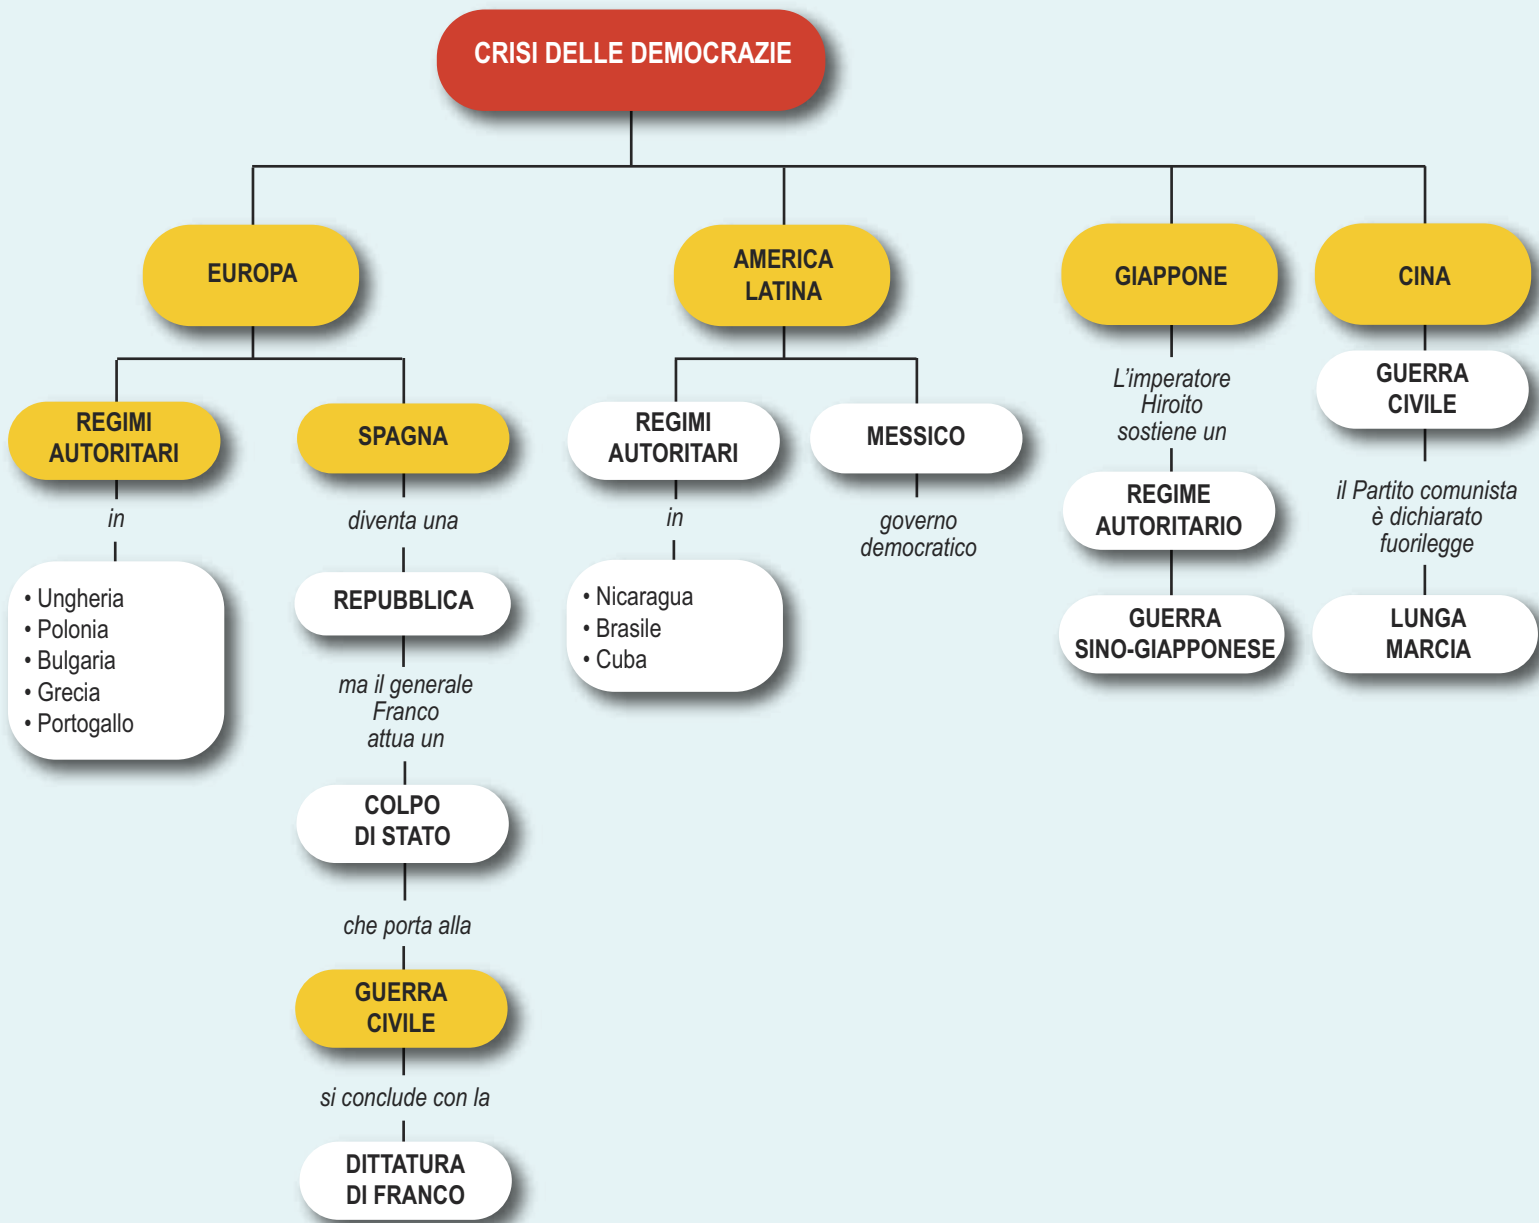 CRISI DELLE DEMOCRAZIE
EUROPA
AMERICA
LATINA
GIAPPONE
CINA
REGIMI
AUTORITARI
in
• Ungheria
• Polonia
• Bulgaria
• Grecia
• Portogallo
SPAGNA
diventa una
REPUBBLICA
ma il generale
Franco
attua un
COLPO
DI STATO
che porta alla
GUERRA
CIVILE
si conclude con la
DITTATURA
DI FRANCO
REGIMI
AUTORITARI
in
• Nicaragua
• Brasile
• Cuba
MESSICO
governo
democratico
L'imperatore
Hiroito
sostiene un
REGIME
AUTORITARIO
GUERRA
SINO-GIAPPONESE
GUERRA
CIVILE
il Partito comunista
è dichiarato
fuorilegge
LUNGA
MARCIA